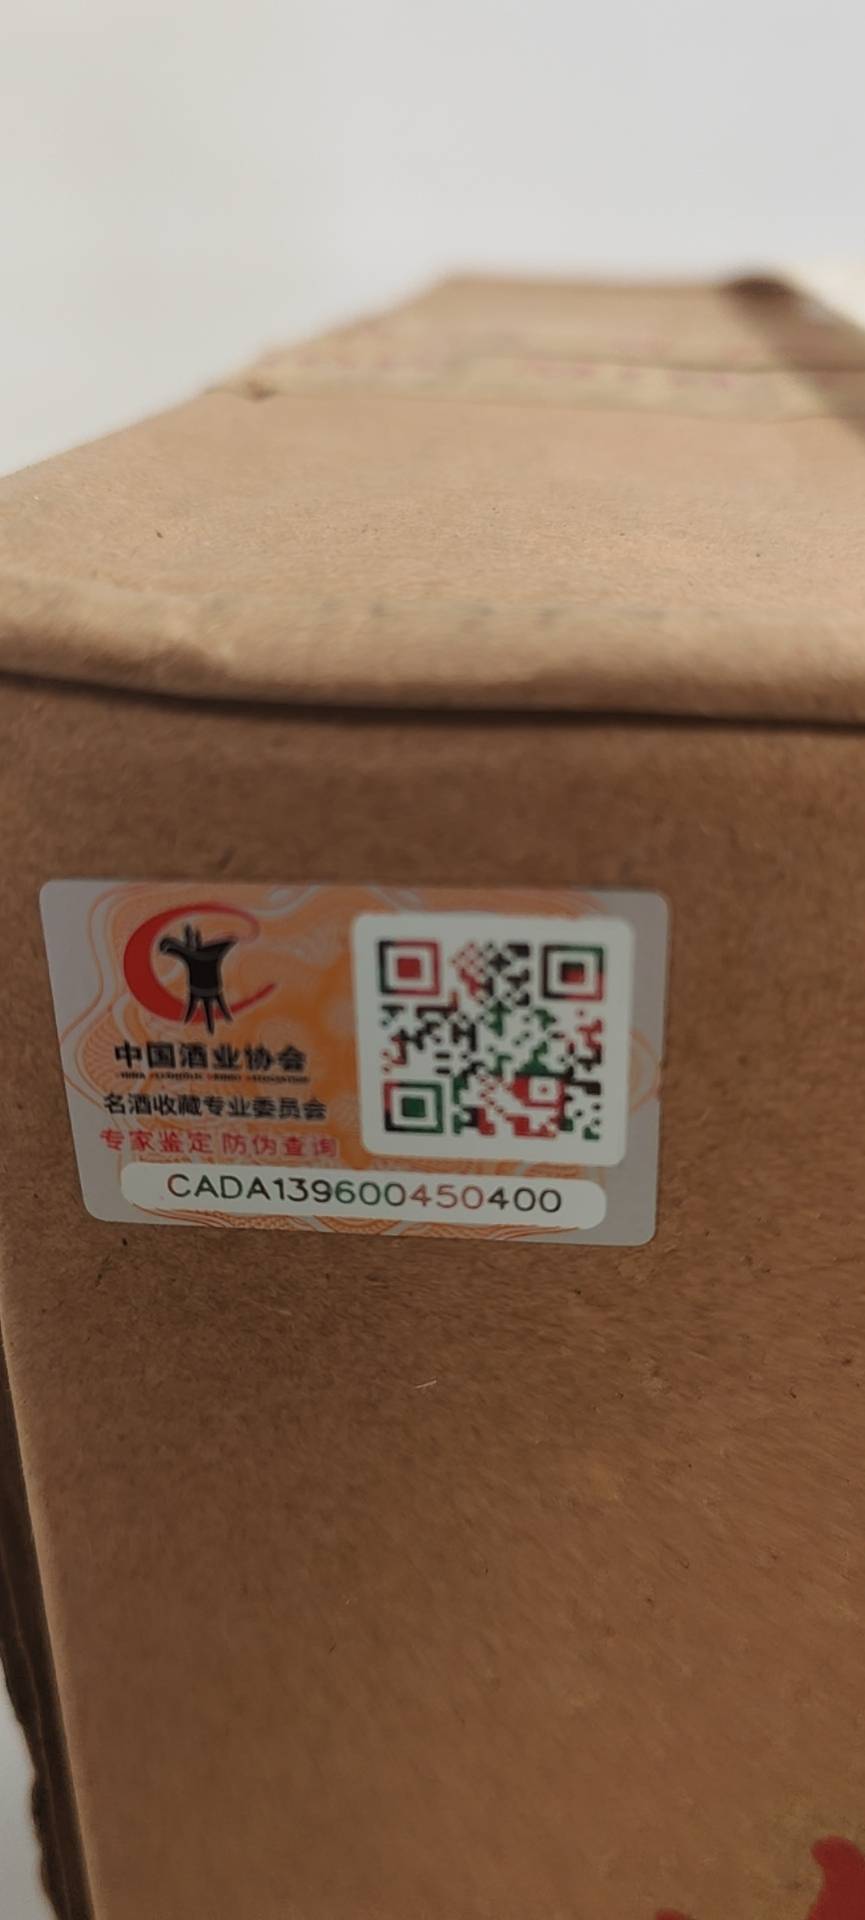 中国酒业协会
名酒收藏专业委员会
专家鉴定 防伪查询
CADA139600450400